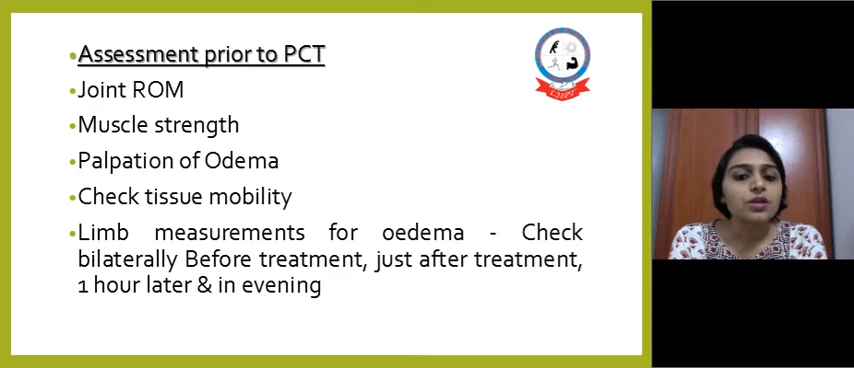 •Assessment prior to PCT
•Joint ROM
•Muscle strength
•Palpation of Odema
•Check tissue mobility
•Limb measurements for oedema - Check
bilaterally Before treatment, just after treatment,
1 hour later & in evening